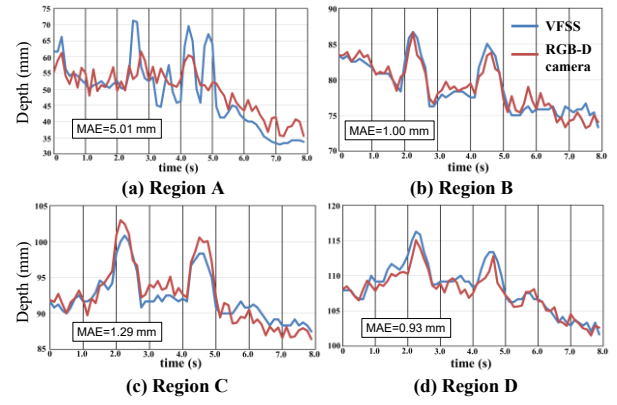 75
70
65
60
55
50
45
40
35
30
Depth (mm)
MAE=5.01 mm
0 1.0 2.0 3.0 4.0 5.0 6.0 7.0 8.0
time (s)
(a) Region A
90
85
80
75
70
VFSS
RGB-D
camera
MAE=1.00 mm
0 1.0 2.0 3.0 4.0 5.0 6.0 7.0 8.0
time (s)
(b) Region B
105
100
95
90
85
Depth (mm)
MAE=1.29 mm
0 1.0 2.0 3.0 4.0 5.0 6.0 7.0 8.0
time (s)
(c) Region C
120
115
110
105
100
MAE=0.93 mm
0 1.0 2.0 3.0 4.0 5.0 6.0 7.0 8.0
time (s)
(d) Region D